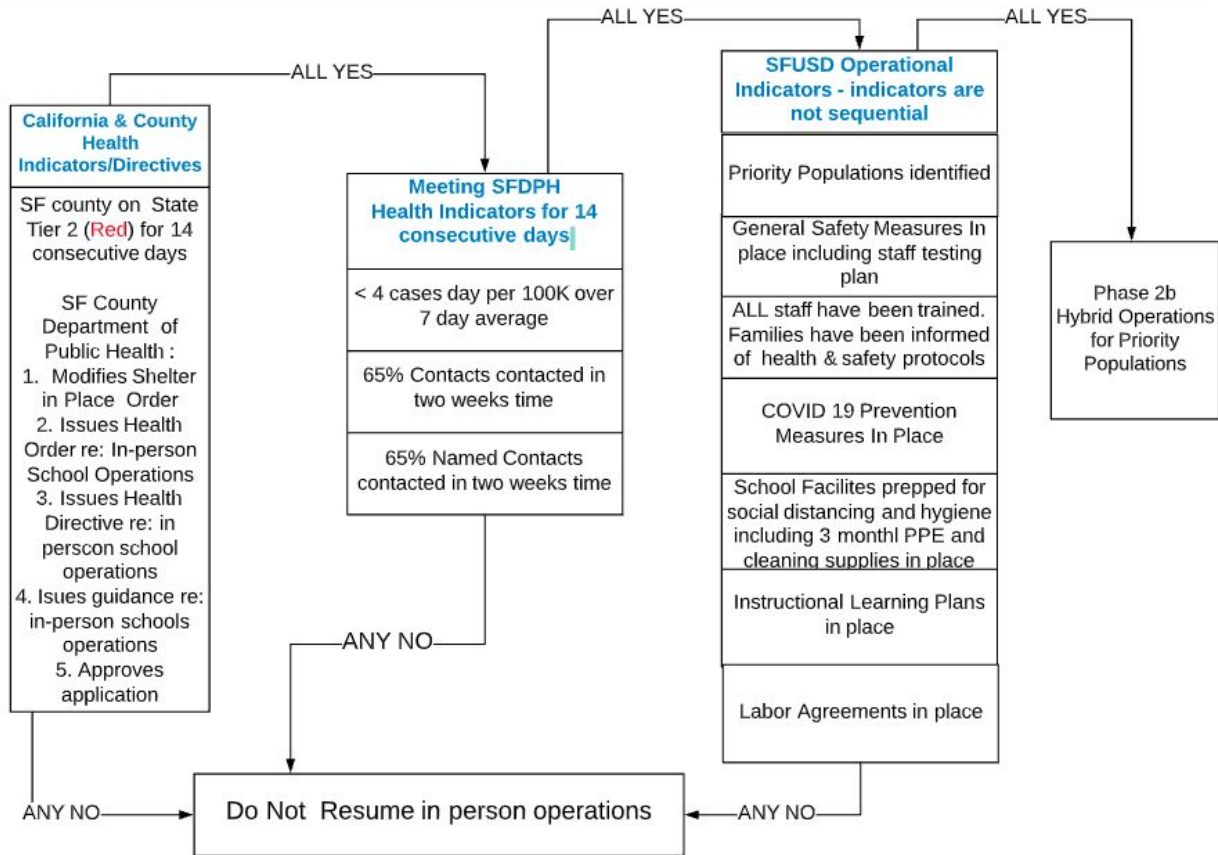 ALL YES
California & County
Health
Indicators/Directives
SF county on State
Tier 2 (Red) for 14
consecutive days
SF County
Department of
Public Health :
1. Modifies Shelter
in Place Order
2. Issues Health
Order re: In-person
School Operations
3. Issues Health
Directive re: in
perscon school
operations
4. Isues guidance re:
in-person schools
operations
5. Approves
application
ANY NO
ALL YES
Meeting SFDPH
Health Indicators for 14
consecutive days
< 4 cases day per 100K over
7 day average
65% Contacts contacted in
two weeks time
65% Named Contacts
contacted in two weeks time
ANY NO
ALL YES
SFUSD Operational
Indicators - indicators are
not sequential
Priority Populations identified
General Safety Measures In
place including staff testing
plan
ALL staff have been trained.
Families have been informed
of health & safety protocols
COVID 19 Prevention
Measures In Place
School Facilites prepped for
social distancing and hygiene
including 3 monthl PPE and
cleaning supplies in place
Instructional Learning Plans
in place
Labor Agreements in place
ANY NO
Phase 2b
Hybrid Operations
for Priority
Populations
Do Not Resume in person operations